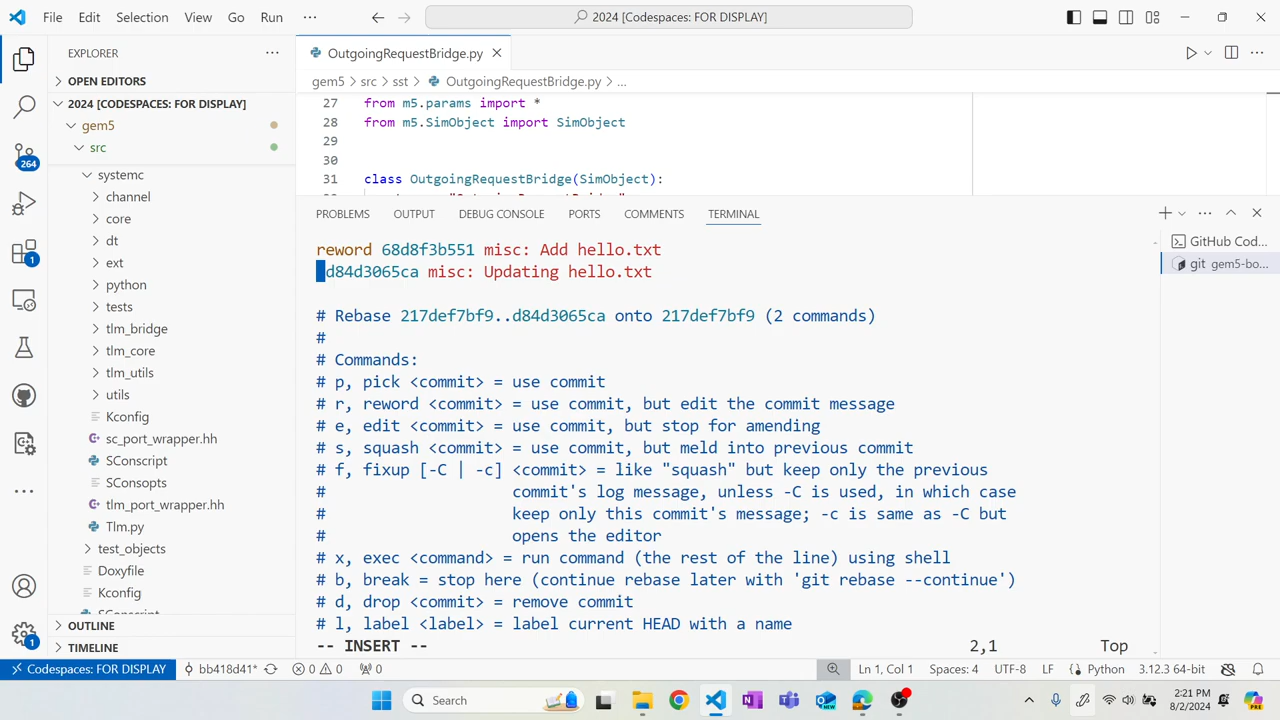 File Edit Selection View Go Run ··· 2024 [Codespaces: FOR DISPLAY]
EXPLORER ···
OPEN EDITORS
2024 [CODESPACES: FOR DISPLAY]
gem5
src
systemc
channel
core
dt
ext
python
tests
tlm_bridge
tlm_core
tlm_utils
utils
Kconfig
sc_port_wrapper.hh
SConscript
SConsopts
tlm_port_wrapper.hh
Tlm.py
test_objects
Doxyfile
Kconfig
SConscript
OUTLINE
TIMELINE
264
1
1
OutgoingRequestBridge.py
gem5 > src > sst > OutgoingRequestBridge.py > ...
27 from m5.params import *
28 from m5.SimObject import SimObject
29
30
31 class OutgoingRequestBridge(SimObject):
PROBLEMS OUTPUT DEBUG CONSOLE PORTS COMMENTS TERMINAL
GitHub Cod...
git gem5-bo...
reword 68d8f3b551 misc: Add hello.txt
d84d3065ca misc: Updating hello.txt
# Rebase 217def7bf9..d84d3065ca onto 217def7bf9 (2 commands)
#
# Commands:
# p, pick <commit> = use commit
# r, reword <commit> = use commit, but edit the commit message
# e, edit <commit> = use commit, but stop for amending
# s, squash <commit> = use commit, but meld into previous commit
# f, fixup [-C | -c] <commit> = like "squash" but keep only the previous
# commit's log message, unless -C is used, in which case
# keep only this commit's message; -c is same as -C but
# opens the editor
# x, exec <command> = run command (the rest of the line) using shell
# b, break = stop here (continue rebase later with 'git rebase --continue')
# d, drop <commit> = remove commit
# l, label <label> = label current HEAD with a name
-- INSERT -- 2,1 Top
Codespaces: FOR DISPLAY bb418d41* 0 0 0 Ln 1, Col 1 Spaces: 4 UTF-8 LF Python 3.12.3 64-bit
Search
2:21 PM
8/2/2024